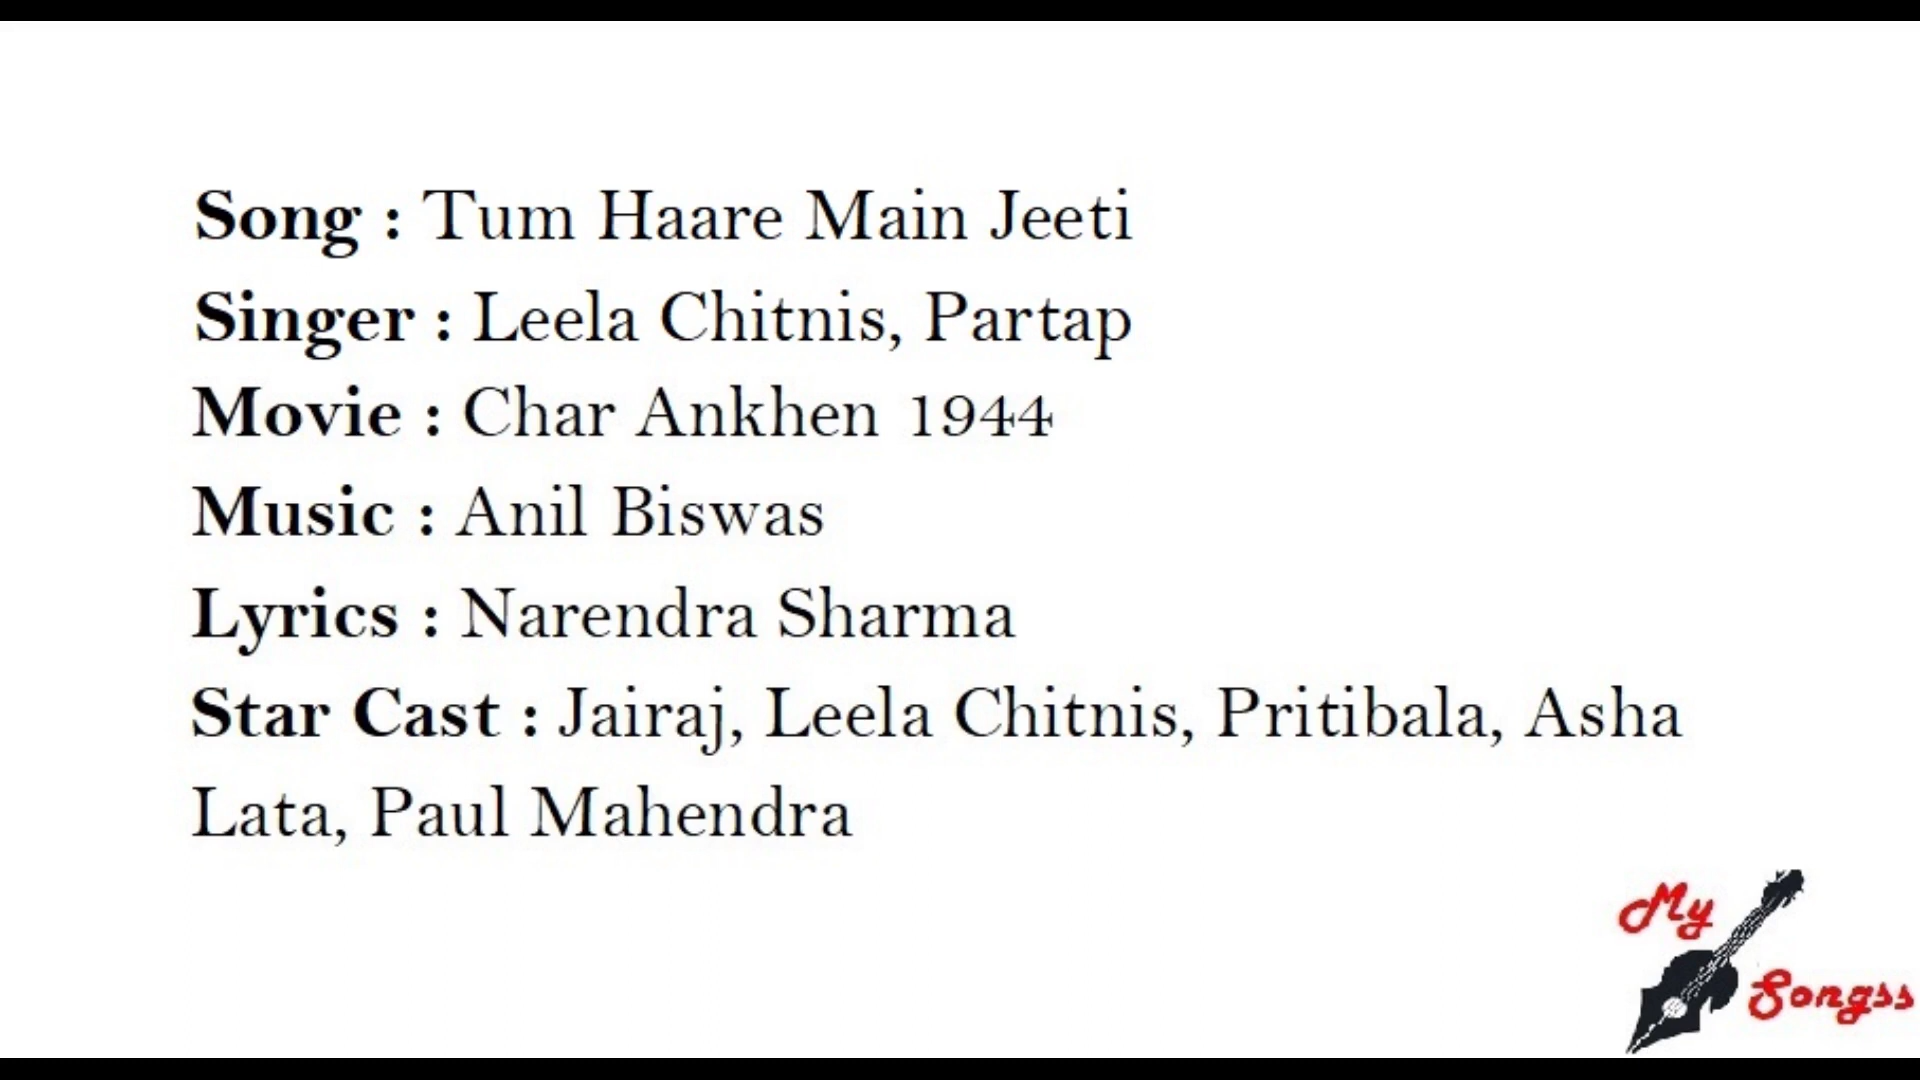 Song : Tum Haare Main Jeeti
Singer : Leela Chitnis, Partap
Movie : Char Ankhen 1944
Music : Anil Biswas
Lyrics : Narendra Sharma
Star Cast : Jairaj, Leela Chitnis, Pritibala, Asha
Lata, Paul Mahendra
My
Songss